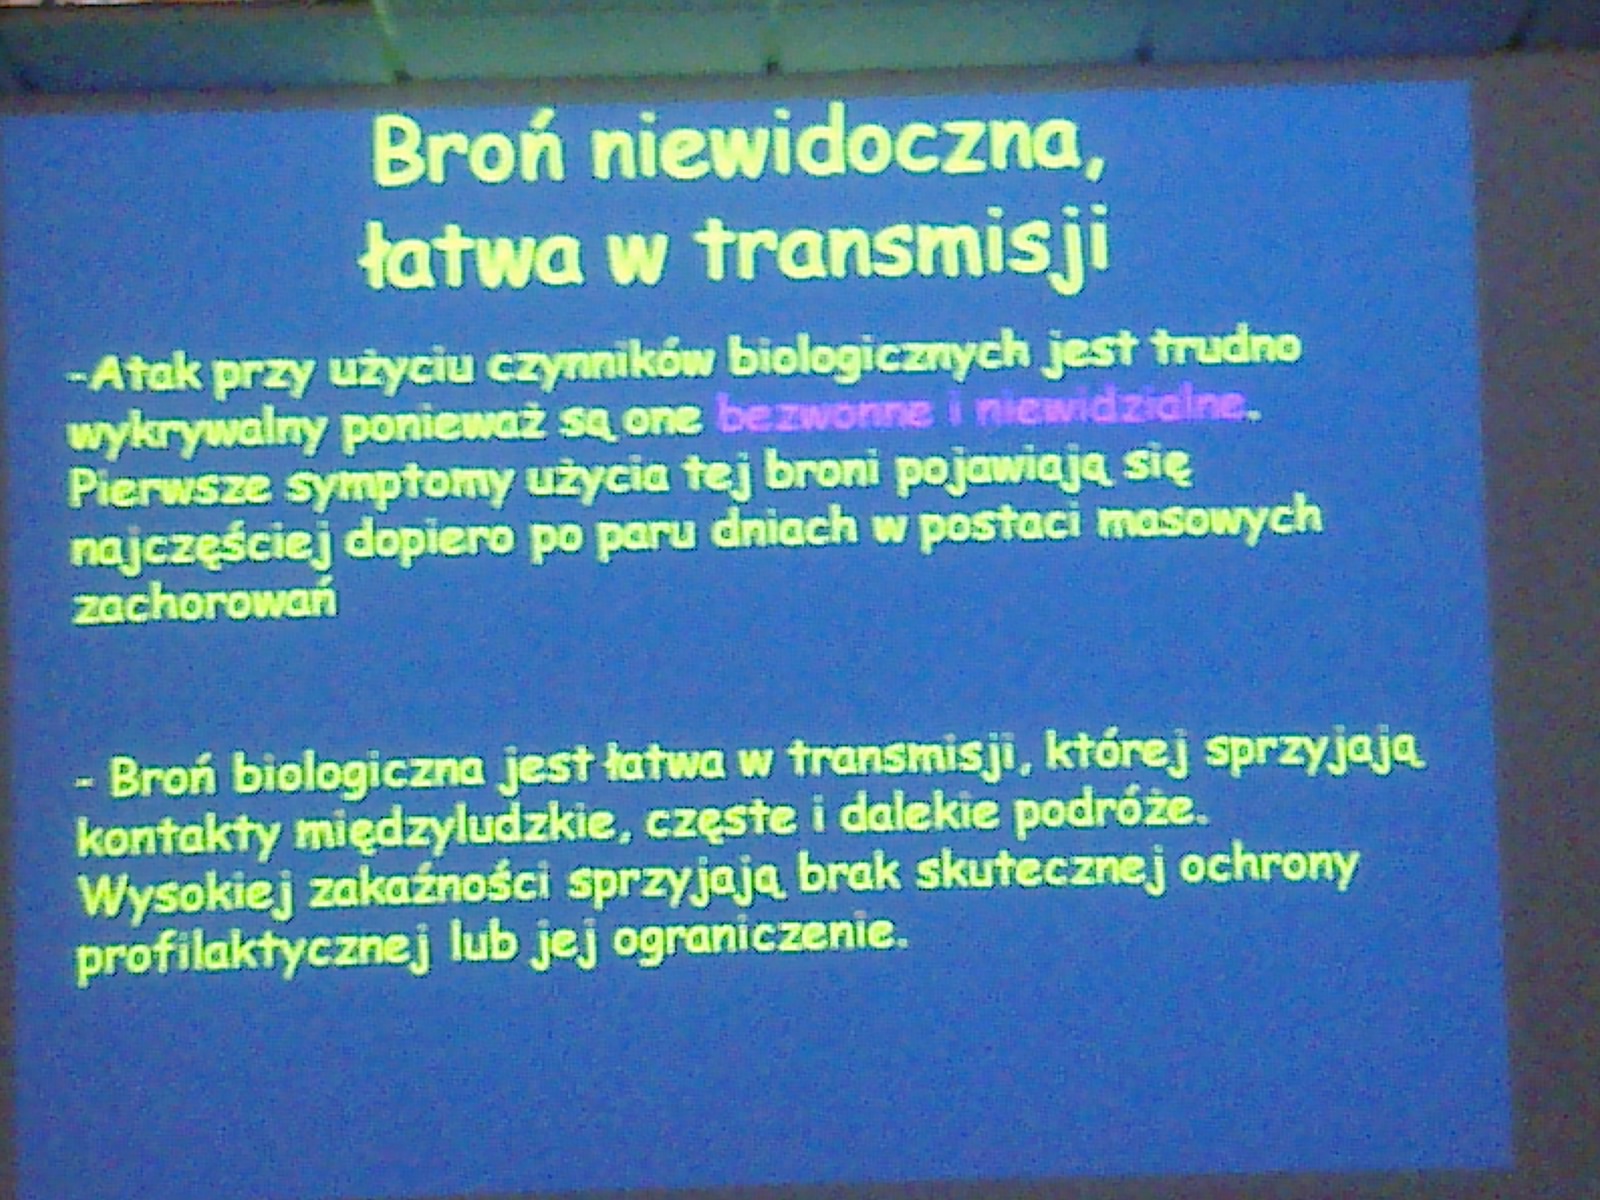 Broń niewidoczna,
łatwa w transmisji
-Atak przy użyciu czynników biologicznych jest trudno
wykrywalny ponieważ są one bezwonne i niewidzialne.
Pierwsze symptomy użycia tej broni pojawiają się
najczęściej dopiero po paru dniach w postaci masowych
zachorowań
- Broń biologiczna jest łatwa w transmisji, której sprzyjają
kontakty międzyludzkie, częste i dalekie podróże.
Wysokiej zakaźności sprzyjają brak skutecznej ochrony
profilaktycznej lub jej ograniczenie.